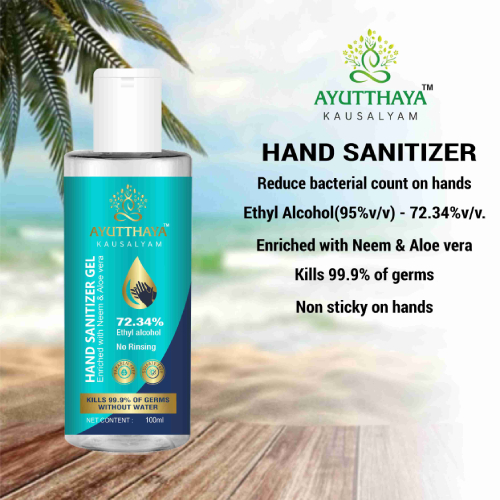 AYUTTHAYA™
KAUSALYAM
HAND SANITIZER
Reduce bacterial count on hands
Ethyl Alcohol(95%v/v) - 72.34%v/v.
Enriched with Neem & Aloe vera
Kills 99.9% of germs
Non sticky on hands
AYUTTHAYA™
KAUSALYAM
HAND SANITIZER GEL
Enriched with Neem & Aloe vera
72.34%
Ethyl alcohol
No Rinsing
KILLS 99.9% OF GERMS
WITHOUT WATER
NET CONTENT : 100ml